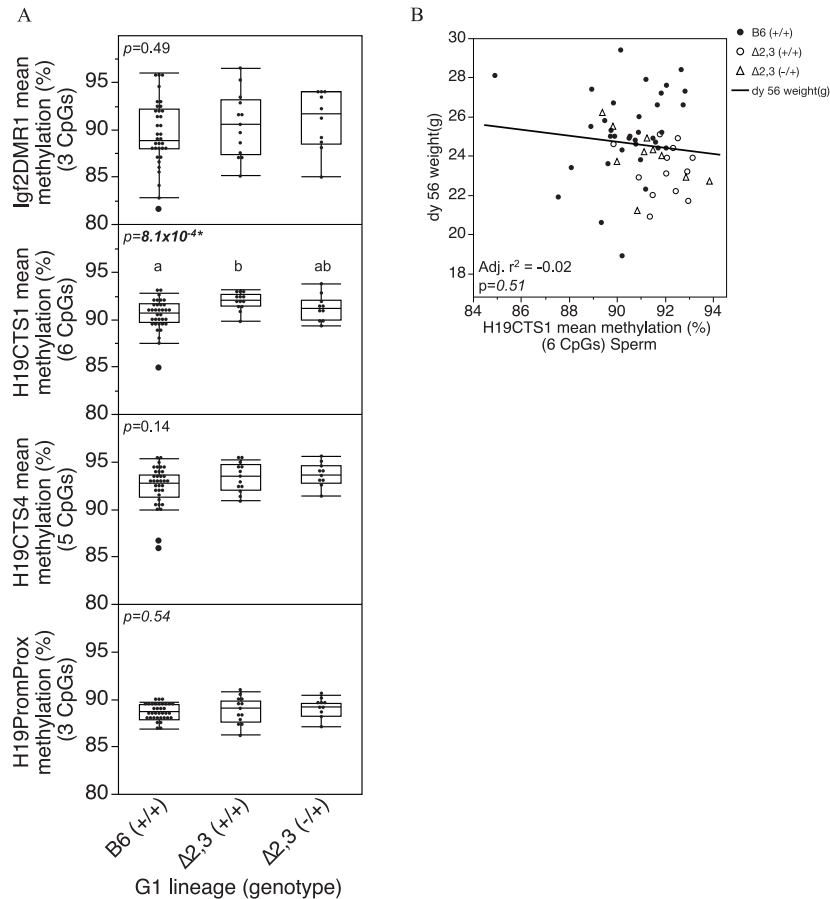 A
p=0.49
Igf2DMR1 mean
methylation (%)
(3 CpGs)
95
90
85
80
p=8.1x10-4*
a
b
ab
H19CTS1 mean
methylation (%)
(6 CpGs)
95
90
85
80
p=0.14
H19CTS4 mean
methylation (%)
(5 CpGs)
95
90
85
80
p=0.54
H19PromProx
methylation (%)
(3 CpGs)
95
90
85
80
B6 (+/+)
Δ2,3 (+/+)
Δ2,3 (-/+)
G1 lineage (genotype)
B
B6 (+/+)
Δ2,3 (+/+)
Δ2,3 (-/+)
dy 56 weight(g)
dy 56 weight(g)
30
28
26
24
22
20
18
Adj. r2 = -0.02
p=0.51
84
86
88
90
92
94
H19CTS1 mean methylation (%)
(6 CpGs) Sperm